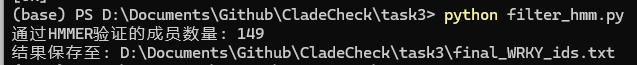 (base) PS D:\Documents\Github\CladeCheck\task3> python filter_hmm.py
通过HMMER验证的成员数量: 149
结果保存至: D:\Documents\Github\CladeCheck\task3\final_WRKY_ids.txt